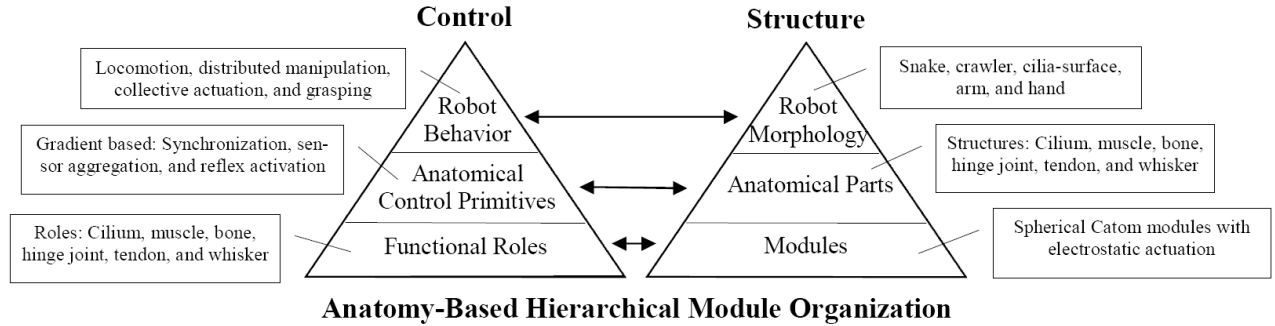 Control
Structure
Locomotion, distributed manipulation,
collective actuation, and grasping
Gradient based: Synchronization, sen-
sor aggregation, and reflex activation
Roles: Cilium, muscle, bone,
hinge joint, tendon, and whisker
Robot
Behavior
Anatomical
Control Primitives
Functional Roles
Robot
Morphology
Anatomical Parts
Modules
Snake, crawler, cilia-surface,
arm, and hand
Structures: Cilium, muscle, bone,
hinge joint, tendon, and whisker
Spherical Catom modules with
electrostatic actuation
Anatomy-Based Hierarchical Module Organization